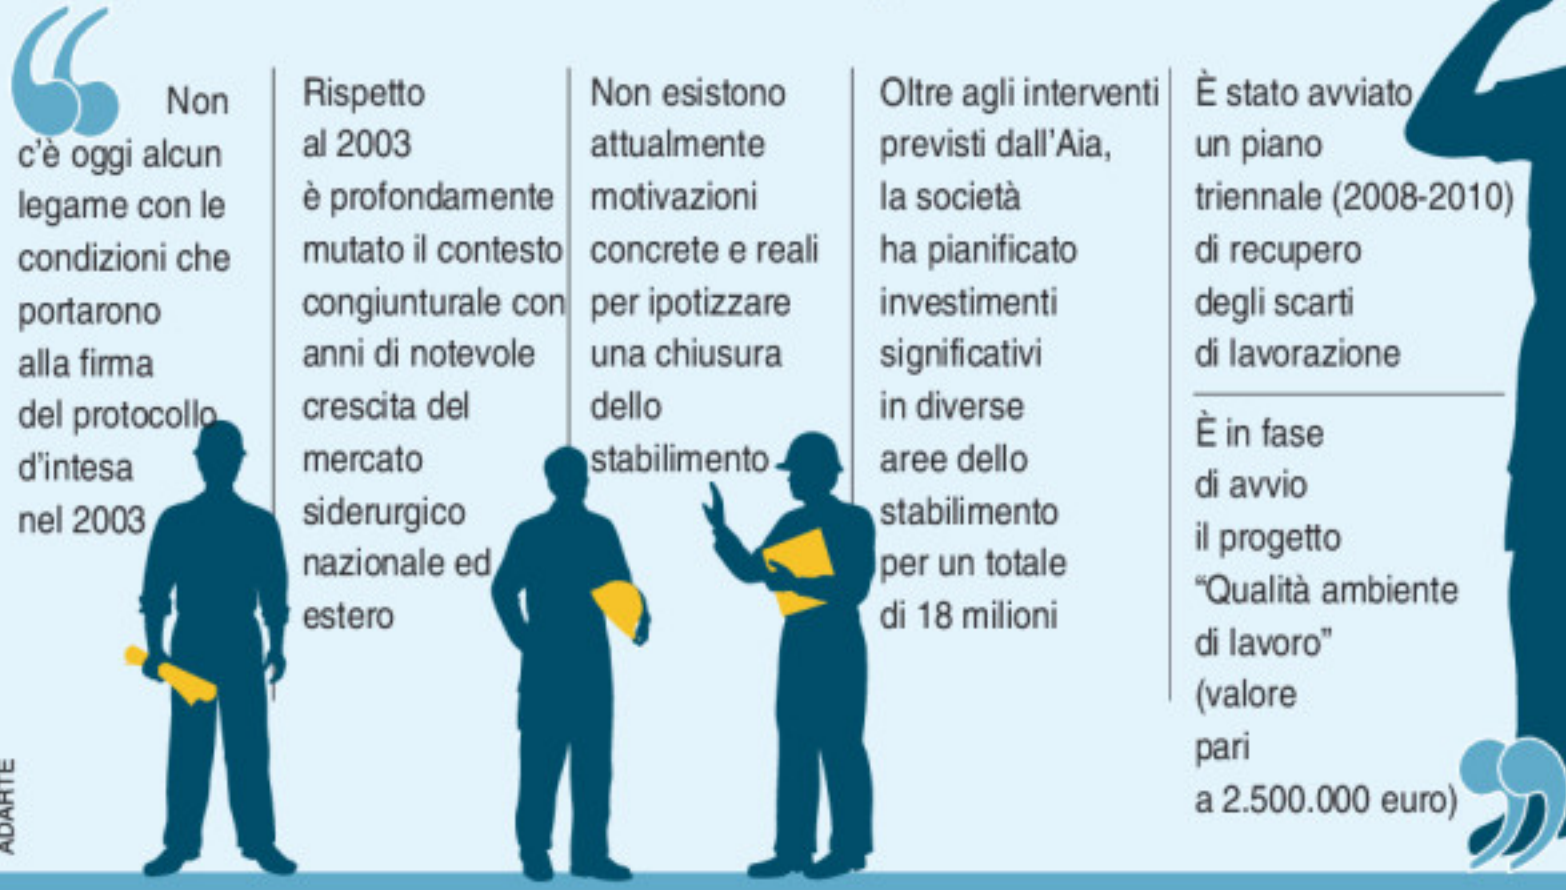 Non
c'è oggi alcun
legame con le
condizioni che
portarono
alla firma
del protocollo
d'intesa
nel 2003
Rispetto
al 2003
è profondamente
mutato il contesto
congiunturale con
anni di notevole
crescita del
mercato
siderurgico
nazionale ed
estero
Non esistono
attualmente
motivazioni
concrete e reali
per ipotizzare
una chiusura
dello
stabilimento
Oltre agli interventi
previsti dall'Aia,
la società
ha pianificato
investimenti
significativi
in diverse
aree dello
stabilimento
per un totale
di 18 milioni
È stato avviato
un piano
triennale (2008-2010)
di recupero
degli scarti
di lavorazione
È in fase
di avvio
il progetto
“Qualità ambiente
di lavoro”
(valore
pari
a 2.500.000 euro)
ADARTE